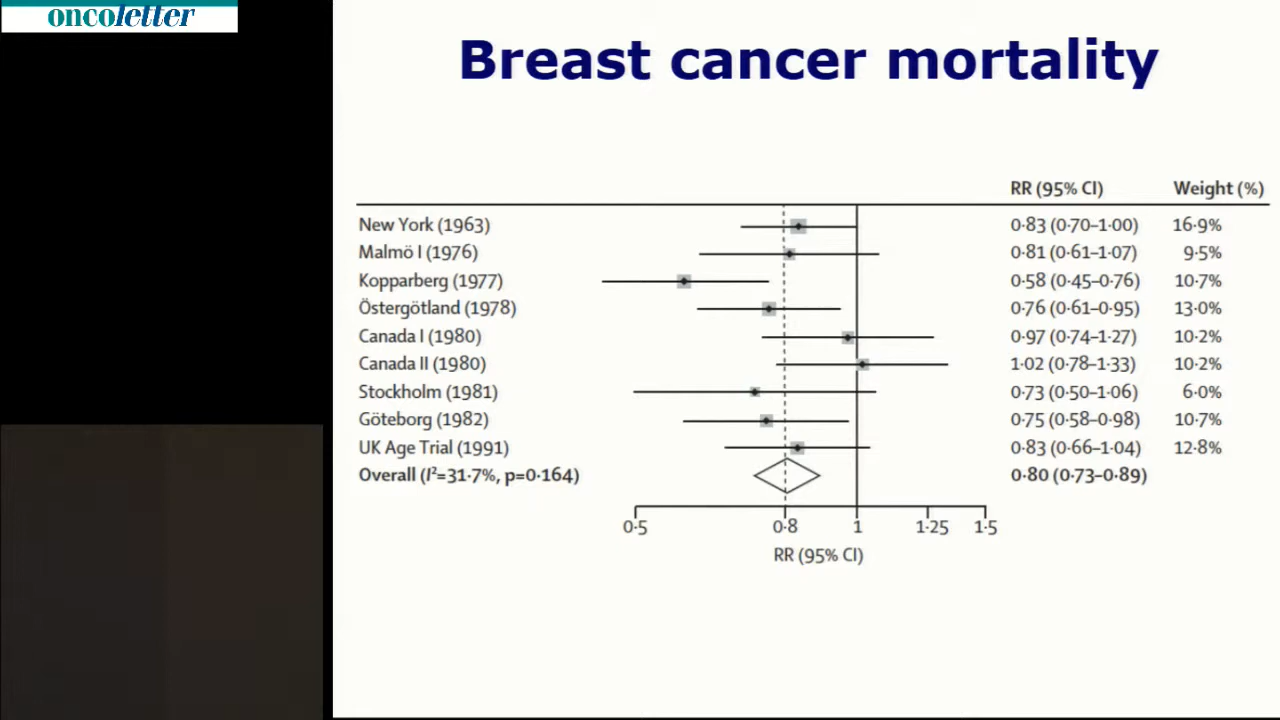 oncoletter
Breast cancer mortality
RR (95% CI) Weight (%)
New York (1963) 0·83 (0·70–1·00) 16·9%
Malmö I (1976) 0·81 (0·61–1·07) 9·5%
Kopparberg (1977) 0·58 (0·45–0·76) 10·7%
Östergötland (1978) 0·76 (0·61–0·95) 13·0%
Canada I (1980) 0·97 (0·74–1·27) 10·2%
Canada II (1980) 1·02 (0·78–1·33) 10·2%
Stockholm (1981) 0·73 (0·50–1·06) 6·0%
Göteborg (1982) 0·75 (0·58–0·98) 10·7%
UK Age Trial (1991) 0·83 (0·66–1·04) 12·8%
Overall (I²=31·7%, p=0·164) 0·80 (0·73–0·89)
0·5 0·8 1 1·25 1·5
RR (95% CI)